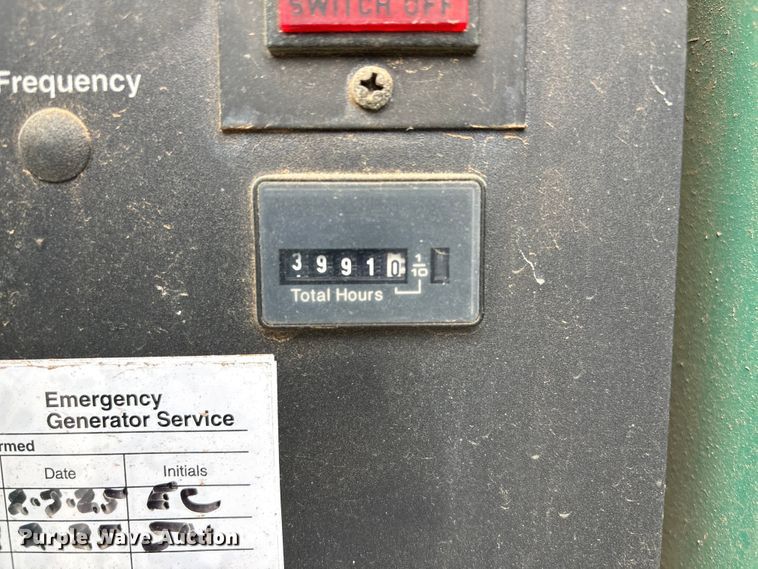 SWITCH OFF
Frequency
39910 1/10
Total Hours
Emergency
Generator Service
rmed
Date Initials
2-3-25 EC
Purple Wave Auction